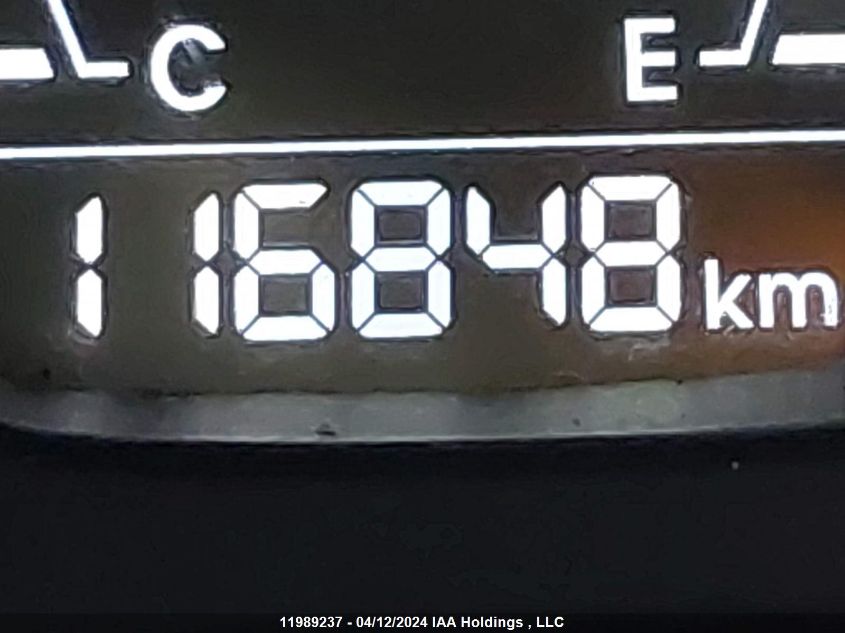 C E
116848 km
11989237 - 04/12/2024 IAA Holdings , LLC